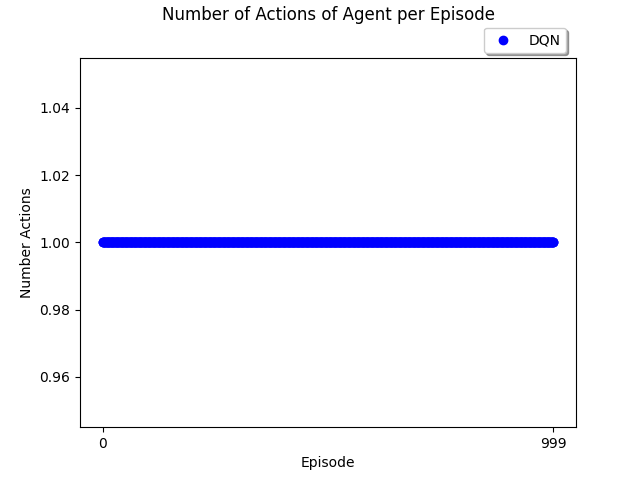 Number of Actions of Agent per Episode
DQN
1.04
1.02
1.00
0.98
0.96
Number Actions
0
999
Episode